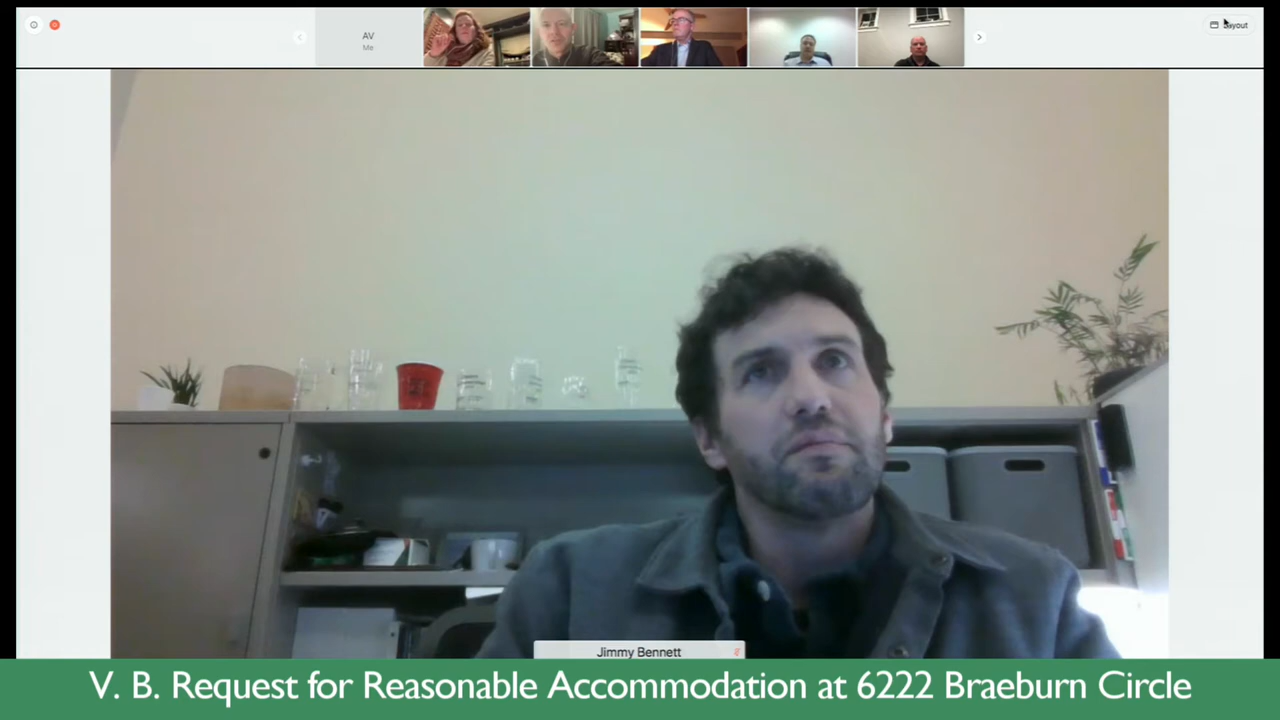 AV
Me
Layout
Jimmy Bennett
V. B. Request for Reasonable Accommodation at 6222 Braeburn Circle